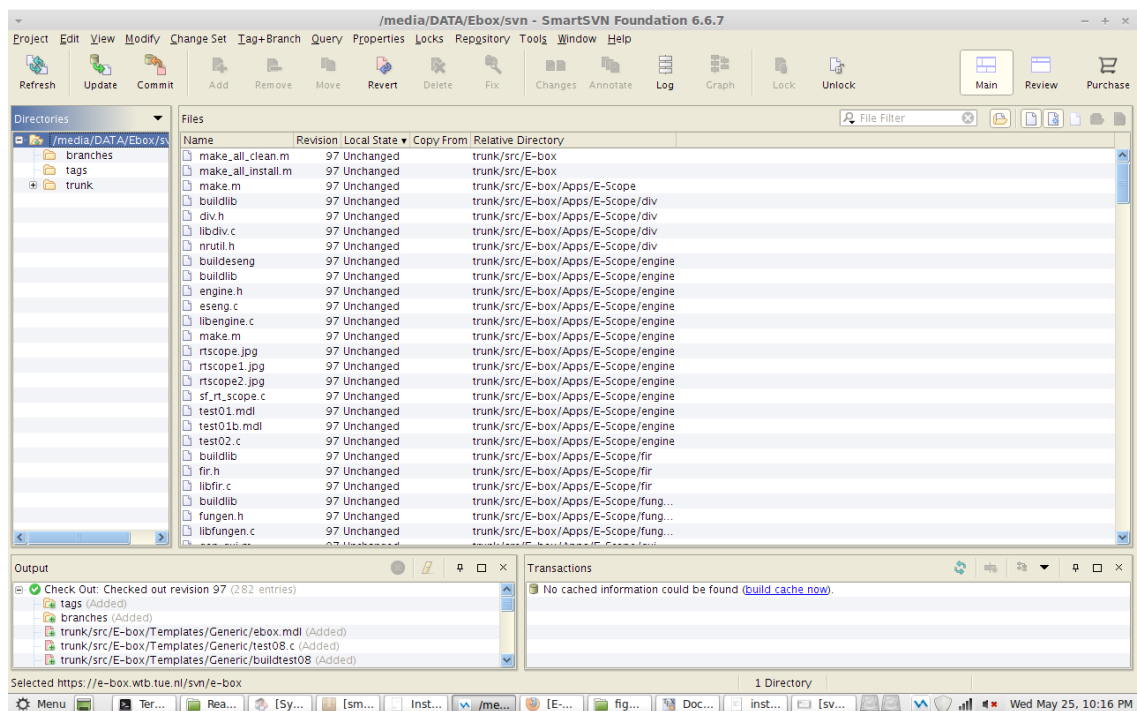 /media/DATA/Ebox/svn - SmartSVN Foundation 6.6.7
Project Edit View Modify Change Set Tag+Branch Query Properties Locks Repository Tools Window Help
Refresh Update Commit Add Remove Move Revert Delete Fix Changes Annotate Log Graph Lock Unlock Main Review Purchase
Directories
/media/DATA/Ebox/sv
branches
tags
trunk
Files File Filter
Name Revision Local State Copy From Relative Directory
make_all_clean.m 97 Unchanged trunk/src/E-box
make_all_install.m 97 Unchanged trunk/src/E-box
make.m 97 Unchanged trunk/src/E-box/Apps/E-Scope
buildlib 97 Unchanged trunk/src/E-box/Apps/E-Scope/div
div.h 97 Unchanged trunk/src/E-box/Apps/E-Scope/div
libdiv.c 97 Unchanged trunk/src/E-box/Apps/E-Scope/div
nrutil.h 97 Unchanged trunk/src/E-box/Apps/E-Scope/div
buildeseng 97 Unchanged trunk/src/E-box/Apps/E-Scope/engine
buildlib 97 Unchanged trunk/src/E-box/Apps/E-Scope/engine
engine.h 97 Unchanged trunk/src/E-box/Apps/E-Scope/engine
eseng.c 97 Unchanged trunk/src/E-box/Apps/E-Scope/engine
libengine.c 97 Unchanged trunk/src/E-box/Apps/E-Scope/engine
make.m 97 Unchanged trunk/src/E-box/Apps/E-Scope/engine
rtscope.jpg 97 Unchanged trunk/src/E-box/Apps/E-Scope/engine
rtscope1.jpg 97 Unchanged trunk/src/E-box/Apps/E-Scope/engine
rtscope2.jpg 97 Unchanged trunk/src/E-box/Apps/E-Scope/engine
sf_rt_scope.c 97 Unchanged trunk/src/E-box/Apps/E-Scope/engine
test01.mdl 97 Unchanged trunk/src/E-box/Apps/E-Scope/engine
test01b.mdl 97 Unchanged trunk/src/E-box/Apps/E-Scope/engine
test02.c 97 Unchanged trunk/src/E-box/Apps/E-Scope/engine
buildlib 97 Unchanged trunk/src/E-box/Apps/E-Scope/fir
fir.h 97 Unchanged trunk/src/E-box/Apps/E-Scope/fir
libfir.c 97 Unchanged trunk/src/E-box/Apps/E-Scope/fir
buildlib 97 Unchanged trunk/src/E-box/Apps/E-Scope/fung...
fungen.h 97 Unchanged trunk/src/E-box/Apps/E-Scope/fung...
libfungen.c 97 Unchanged trunk/src/E-box/Apps/E-Scope/fung...
Output
Check Out: Checked out revision 97 (282 entries)
tags (Added)
branches (Added)
trunk/src/E-box/Templates/Generic/ebox.mdl (Added)
trunk/src/E-box/Templates/Generic/test08.c (Added)
trunk/src/E-box/Templates/Generic/buildtest08 (Added)
Transactions
No cached information could be found (build cache now).
Selected https://e-box.wtb.tue.nl/svn/e-box 1 Directory
Menu Ter... Rea... [Sy... [sm... Inst... /me... [E-... fig... Doc... inst... [sv... Wed May 25, 10:16 PM